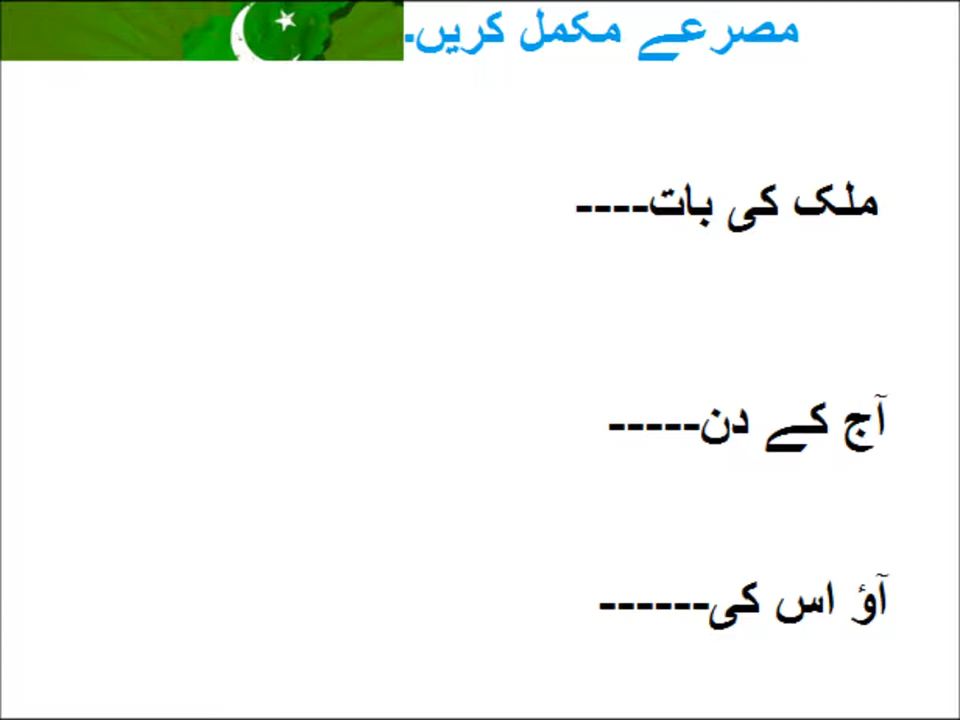 مصرعے مکمل کریں۔
ملک کی بات----
آج کے دن-----
آؤ اس کی------